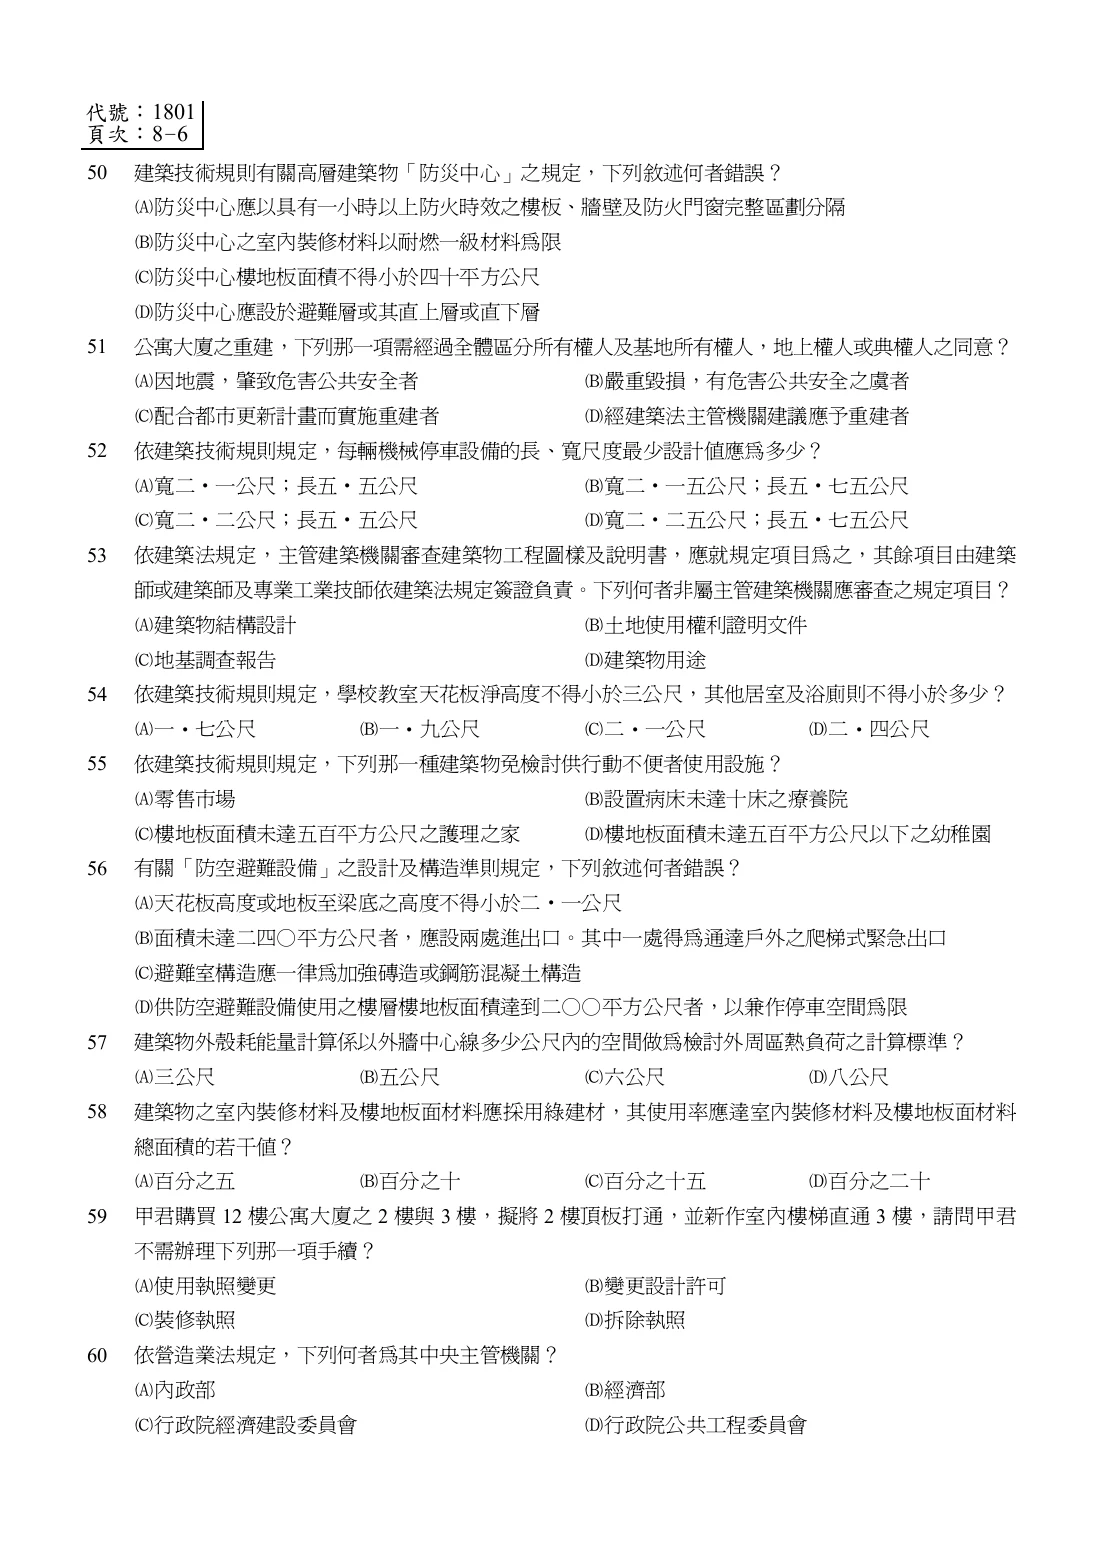 代號：1801
頁次：8-6
50 建築技術規則有關高層建築物「防災中心」之規定，下列敘述何者錯誤？
(A)防災中心應以具有一小時以上防火時效之樓板、牆壁及防火門窗完整區劃分隔
(B)防災中心之室內裝修材料以耐燃一級材料為限
(C)防災中心樓地板面積不得小於四十平方公尺
(D)防災中心應設於避難層或其直上層或直下層
51 公寓大廈之重建，下列那一項需經過全體區分所有權人及基地所有權人，地上權人或典權人之同意？
(A)因地震，肇致危害公共安全者 (B)嚴重毀損，有危害公共安全之虞者
(C)配合都市更新計畫而實施重建者 (D)經建築法主管機關建議應予重建者
52 依建築技術規則規定，每輛機械停車設備的長、寬尺度最少設計值應為多少？
(A)寬二・一公尺；長五・五公尺 (B)寬二・一五公尺；長五・七五公尺
(C)寬二・二公尺；長五・五公尺 (D)寬二・二五公尺；長五・七五公尺
53 依建築法規定，主管建築機關審查建築物工程圖樣及說明書，應就規定項目為之，其餘項目由建築
師或建築師及專業工業技師依建築法規定簽證負責。下列何者非屬主管建築機關應審查之規定項目？
(A)建築物結構設計 (B)土地使用權利證明文件
(C)地基調查報告 (D)建築物用途
54 依建築技術規則規定，學校教室天花板淨高度不得小於三公尺，其他居室及浴廁則不得小於多少？
(A)一・七公尺 (B)一・九公尺 (C)二・一公尺 (D)二・四公尺
55 依建築技術規則規定，下列那一種建築物免檢討供行動不便者使用設施？
(A)零售市場 (B)設置病床未達十床之療養院
(C)樓地板面積未達五百平方公尺之護理之家 (D)樓地板面積未達五百平方公尺以下之幼稚園
56 有關「防空避難設備」之設計及構造準則規定，下列敘述何者錯誤？
(A)天花板高度或地板至梁底之高度不得小於二・一公尺
(B)面積未達二四○平方公尺者，應設兩處進出口。其中一處得為通達戶外之爬梯式緊急出口
(C)避難室構造應一律為加強磚造或鋼筋混凝土構造
(D)供防空避難設備使用之樓層樓地板面積達到二○○平方公尺者，以兼作停車空間為限
57 建築物外殼耗能量計算係以外牆中心線多少公尺內的空間做為檢討外周區熱負荷之計算標準？
(A)三公尺 (B)五公尺 (C)六公尺 (D)八公尺
58 建築物之室內裝修材料及樓地板面材料應採用綠建材，其使用率應達室內裝修材料及樓地板面材料
總面積的若干值？
(A)百分之五 (B)百分之十 (C)百分之十五 (D)百分之二十
59 甲君購買 12 樓公寓大廈之 2 樓與 3 樓，擬將 2 樓頂板打通，並新作室內樓梯直通 3 樓，請問甲君
不需辦理下列那一項手續？
(A)使用執照變更 (B)變更設計許可
(C)裝修執照 (D)拆除執照
60 依營造業法規定，下列何者為其中央主管機關？
(A)內政部 (B)經濟部
(C)行政院經濟建設委員會 (D)行政院公共工程委員會